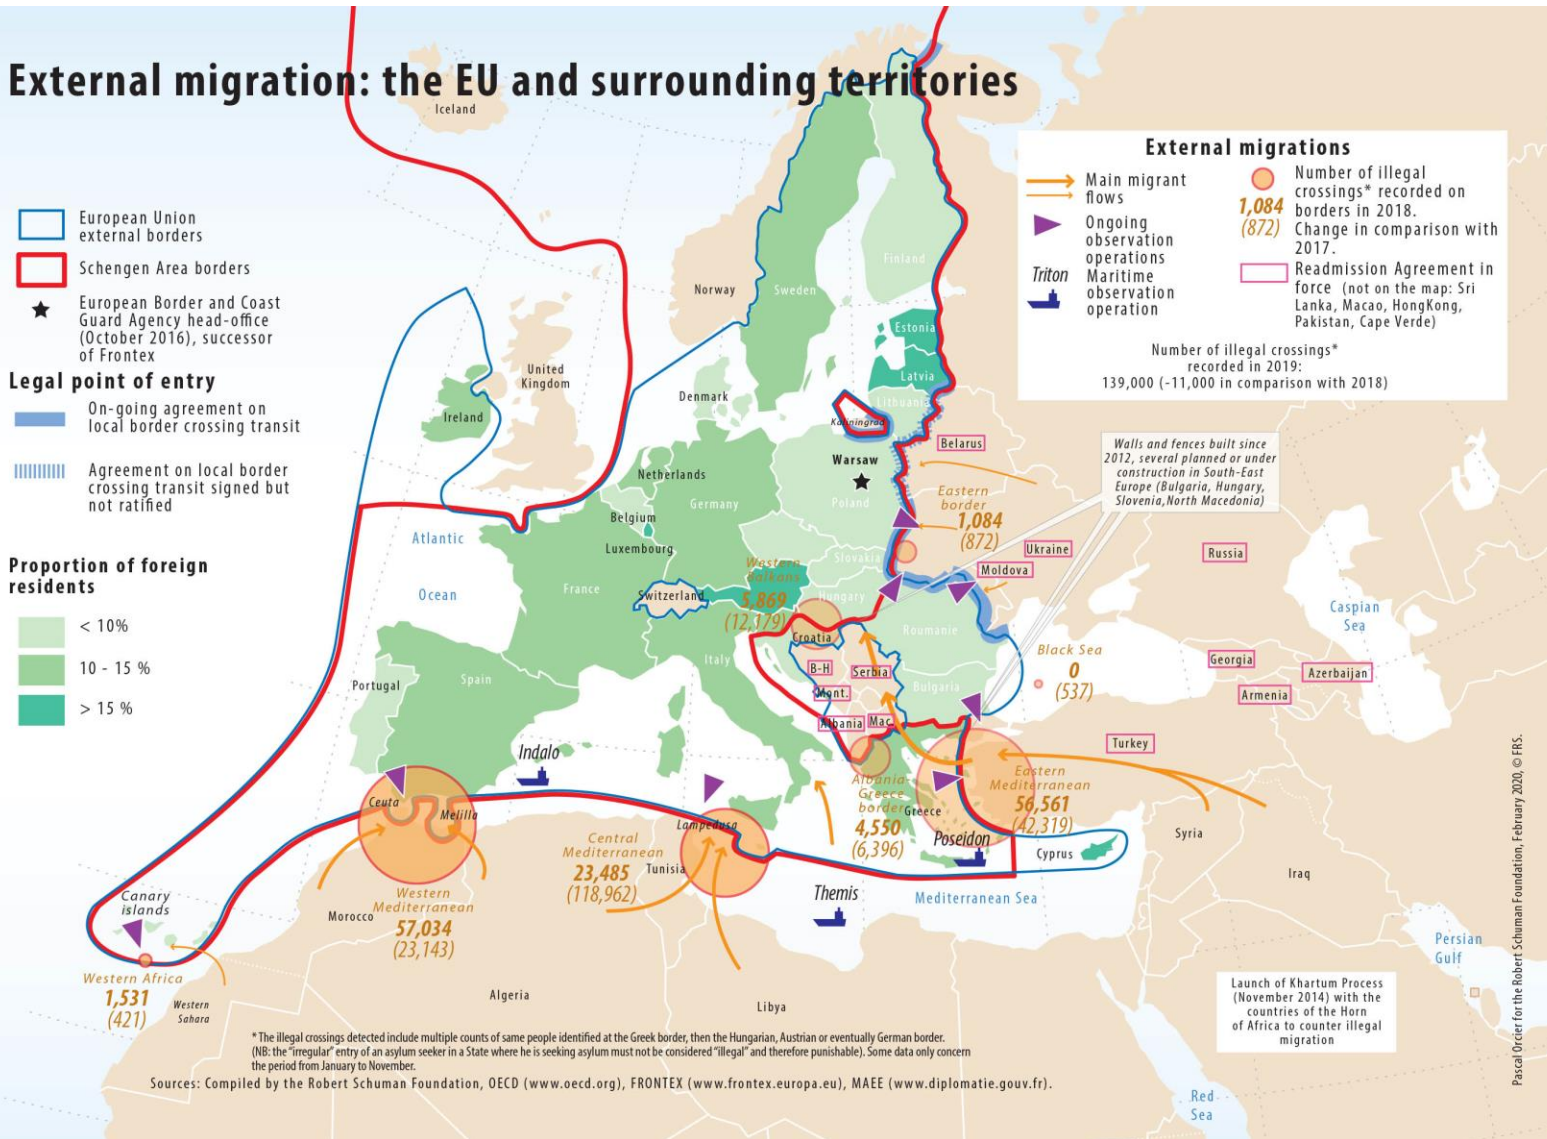 External migration: the EU and surrounding territories
European Union
external borders
Schengen Area borders
European Border and Coast
Guard Agency head-office
(October 2016), successor
of Frontex
Legal point of entry
On-going agreement on
local border crossing transit
Agreement on local border
crossing transit signed but
not ratified
Proportion of foreign
residents
< 10%
10 - 15 %
> 15 %
External migrations
Main migrant
flows
Ongoing
observation
operations
Triton
Maritime
observation
operation
1,084
(872)
Number of illegal
crossings* recorded on
borders in 2018.
Change in comparison with
2017.
Readmission Agreement in
force (not on the map: Sri
Lanka, Macao, HongKong,
Pakistan, Cape Verde)
Number of illegal crossings*
recorded in 2019:
139,000 (-11,000 in comparison with 2018)
Walls and fences built since
2012, several planned or under
construction in South-East
Europe (Bulgaria, Hungary,
Slovenia,North Macedonia)
Iceland
Norway
Sweden
Finland
Estonia
Latvia
Lithuania
Kaliningrad
United
Kingdom
Ireland
Denmark
Netherlands
Belgium
Luxembourg
Germany
Warsaw
Poland
Belarus
Eastern
border
1,084
(872)
Ukraine
Moldova
Russia
Atlantic
Ocean
France
Switzerland
Slovakia
Hungary
Western
Balkans
5,869
(12,179)
Croatia
Roumanie
Italy
B-H
Serbia
Mont.
Albania
Mac.
Bulgaria
Black Sea
0
(537)
Caspian
Sea
Georgia
Azerbaijan
Armenia
Turkey
Portugal
Spain
Indalo
Ceuta
Melilla
Lampedusa
Albania-
Greece
border
4,550
(6,396)
Greece
Eastern
Mediterranean
56,561
(42,319)
Poseidon
Cyprus
Syria
Iraq
Central
Mediterranean
23,485
(118,962)
Tunisia
Themis
Mediterranean Sea
Canary
islands
Morocco
Western
Mediterranean
57,034
(23,143)
Western Africa
1,531
(421)
Western
Sahara
Algeria
Libya
Persian
Gulf
Red
Sea
Launch of Khartum Process
(November 2014) with the
countries of the Horn
of Africa to counter illegal
migration
* The illegal crossings detected include multiple counts of same people identified at the Greek border, then the Hungarian, Austrian or eventually German border.
(NB: the "irregular" entry of an asylum seeker in a State where he is seeking asylum must not be considered "illegal" and therefore punishable). Some data only concern
the period from January to November.
Sources: Compiled by the Robert Schuman Foundation, OECD (www.oecd.org), FRONTEX (www.frontex.europa.eu), MAEE (www.diplomatie.gouv.fr).
Pascal Orcier for the Robert Schuman Foundation, February 2020, © FRS.